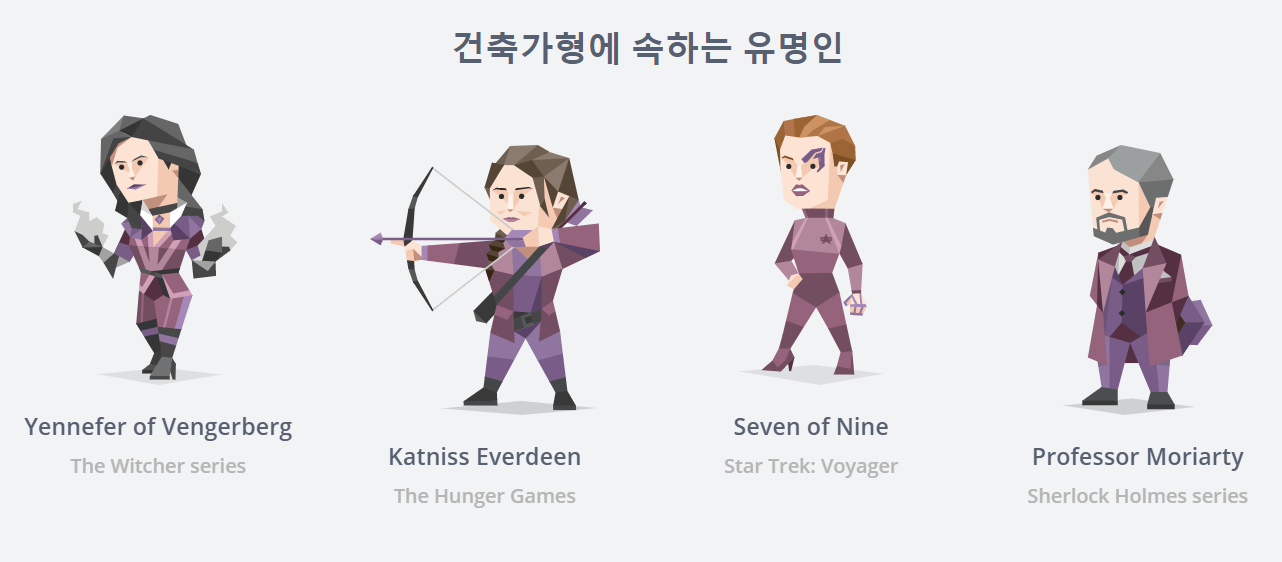 건축가형에 속하는 유명인
Yennefer of Vengerberg
The Witcher series
Katniss Everdeen
The Hunger Games
Seven of Nine
Star Trek: Voyager
Professor Moriarty
Sherlock Holmes series